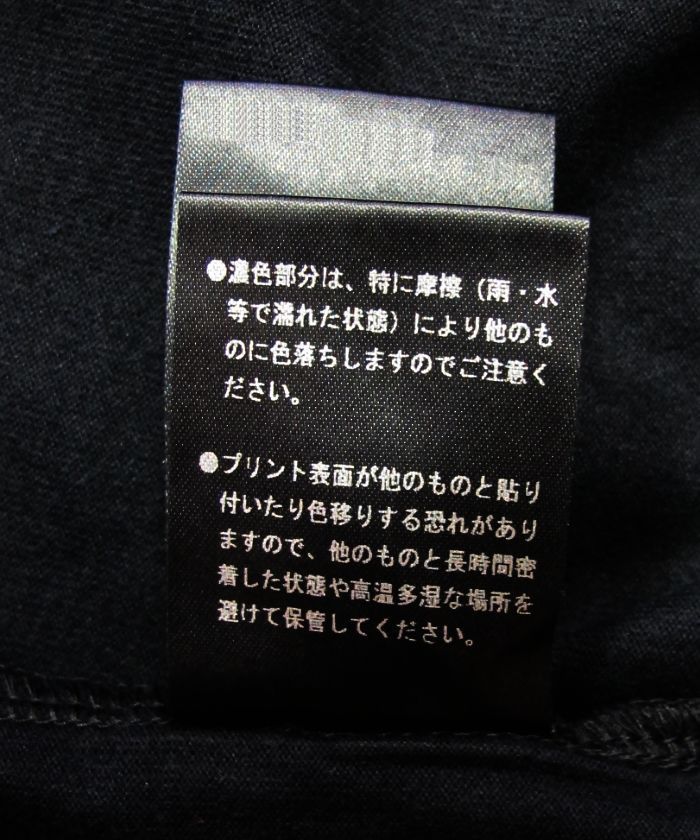 ●濃色部分は、特に摩擦（雨・水
等で濡れた状態）により他のも
のに色落ちしますのでご注意く
ださい。
●プリント表面が他のものと貼り
付いたり色移りする恐れがあり
ますので、他のものと長時間密
着した状態や高温多湿な場所を
避けて保管してください。